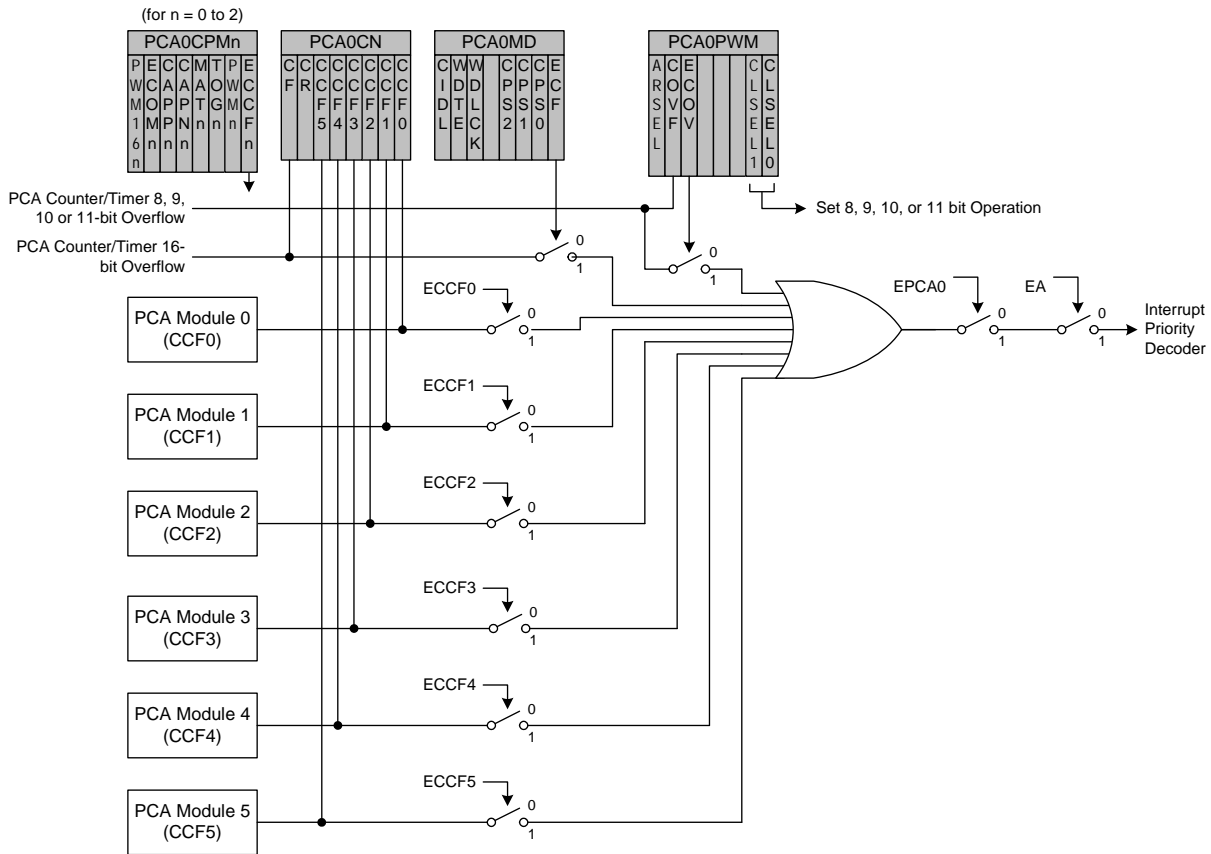 (for n = 0 to 2)
PCA0CPMn
PWM16n
ECOMn
CAPPn
CAPNn
MATn
TOGn
PWMn
ECCFn
PCA0CN
CF
CR
CCF5
CCF4
CCF3
CCF2
CCF1
CCF0
PCA0MD
CIDL
WDTE
WDLCK
CPS2
CPS1
CPS0
ECF
PCA0PWM
ARSEL
COVF
ECOV
CLSEL1
CLSEL0
PCA Counter/Timer 8, 9,
10 or 11-bit Overflow
Set 8, 9, 10, or 11 bit Operation
PCA Counter/Timer 16-
bit Overflow
0
1
0
1
PCA Module 0
(CCF0)
ECCF0
0
1
EPCA0
0
1
EA
0
1
Interrupt
Priority
Decoder
PCA Module 1
(CCF1)
ECCF1
0
1
PCA Module 2
(CCF2)
ECCF2
0
1
PCA Module 3
(CCF3)
ECCF3
0
1
PCA Module 4
(CCF4)
ECCF4
0
1
PCA Module 5
(CCF5)
ECCF5
0
1